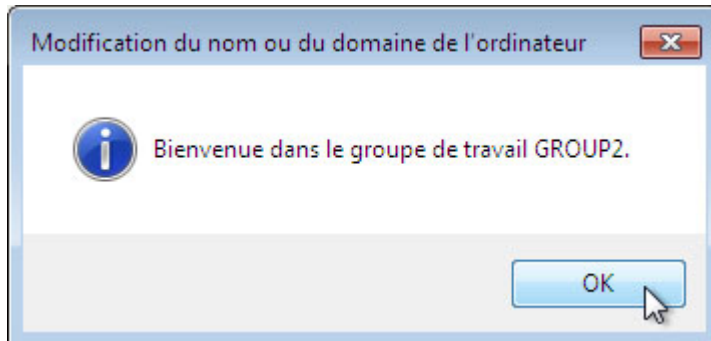 Modification du nom ou du domaine de l'ordinateur
Bienvenue dans le groupe de travail GROUP2.
OK